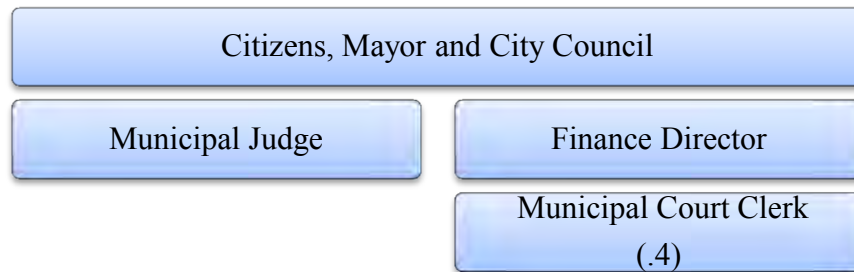 Citizens, Mayor and City Council
Municipal Judge
Finance Director
Municipal Court Clerk
(.4)